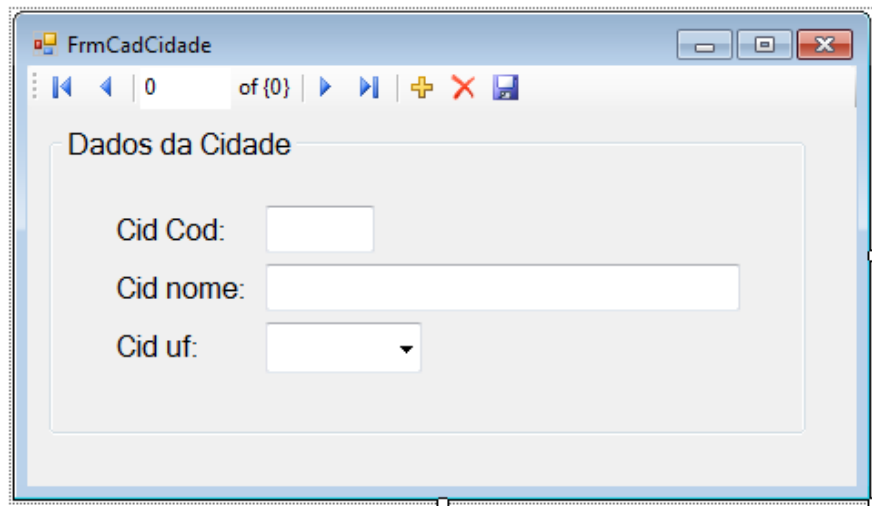 FrmCadCidade
0 of {0}
Dados da Cidade
Cid Cod:
Cid nome:
Cid uf: